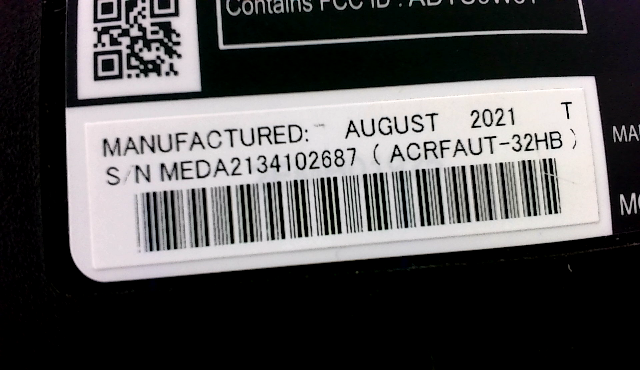 Contains FCC ID :
MANUFACTURED: AUGUST 2021 T
S/N MEDA2134102687 ( ACRFAUT-32HB )